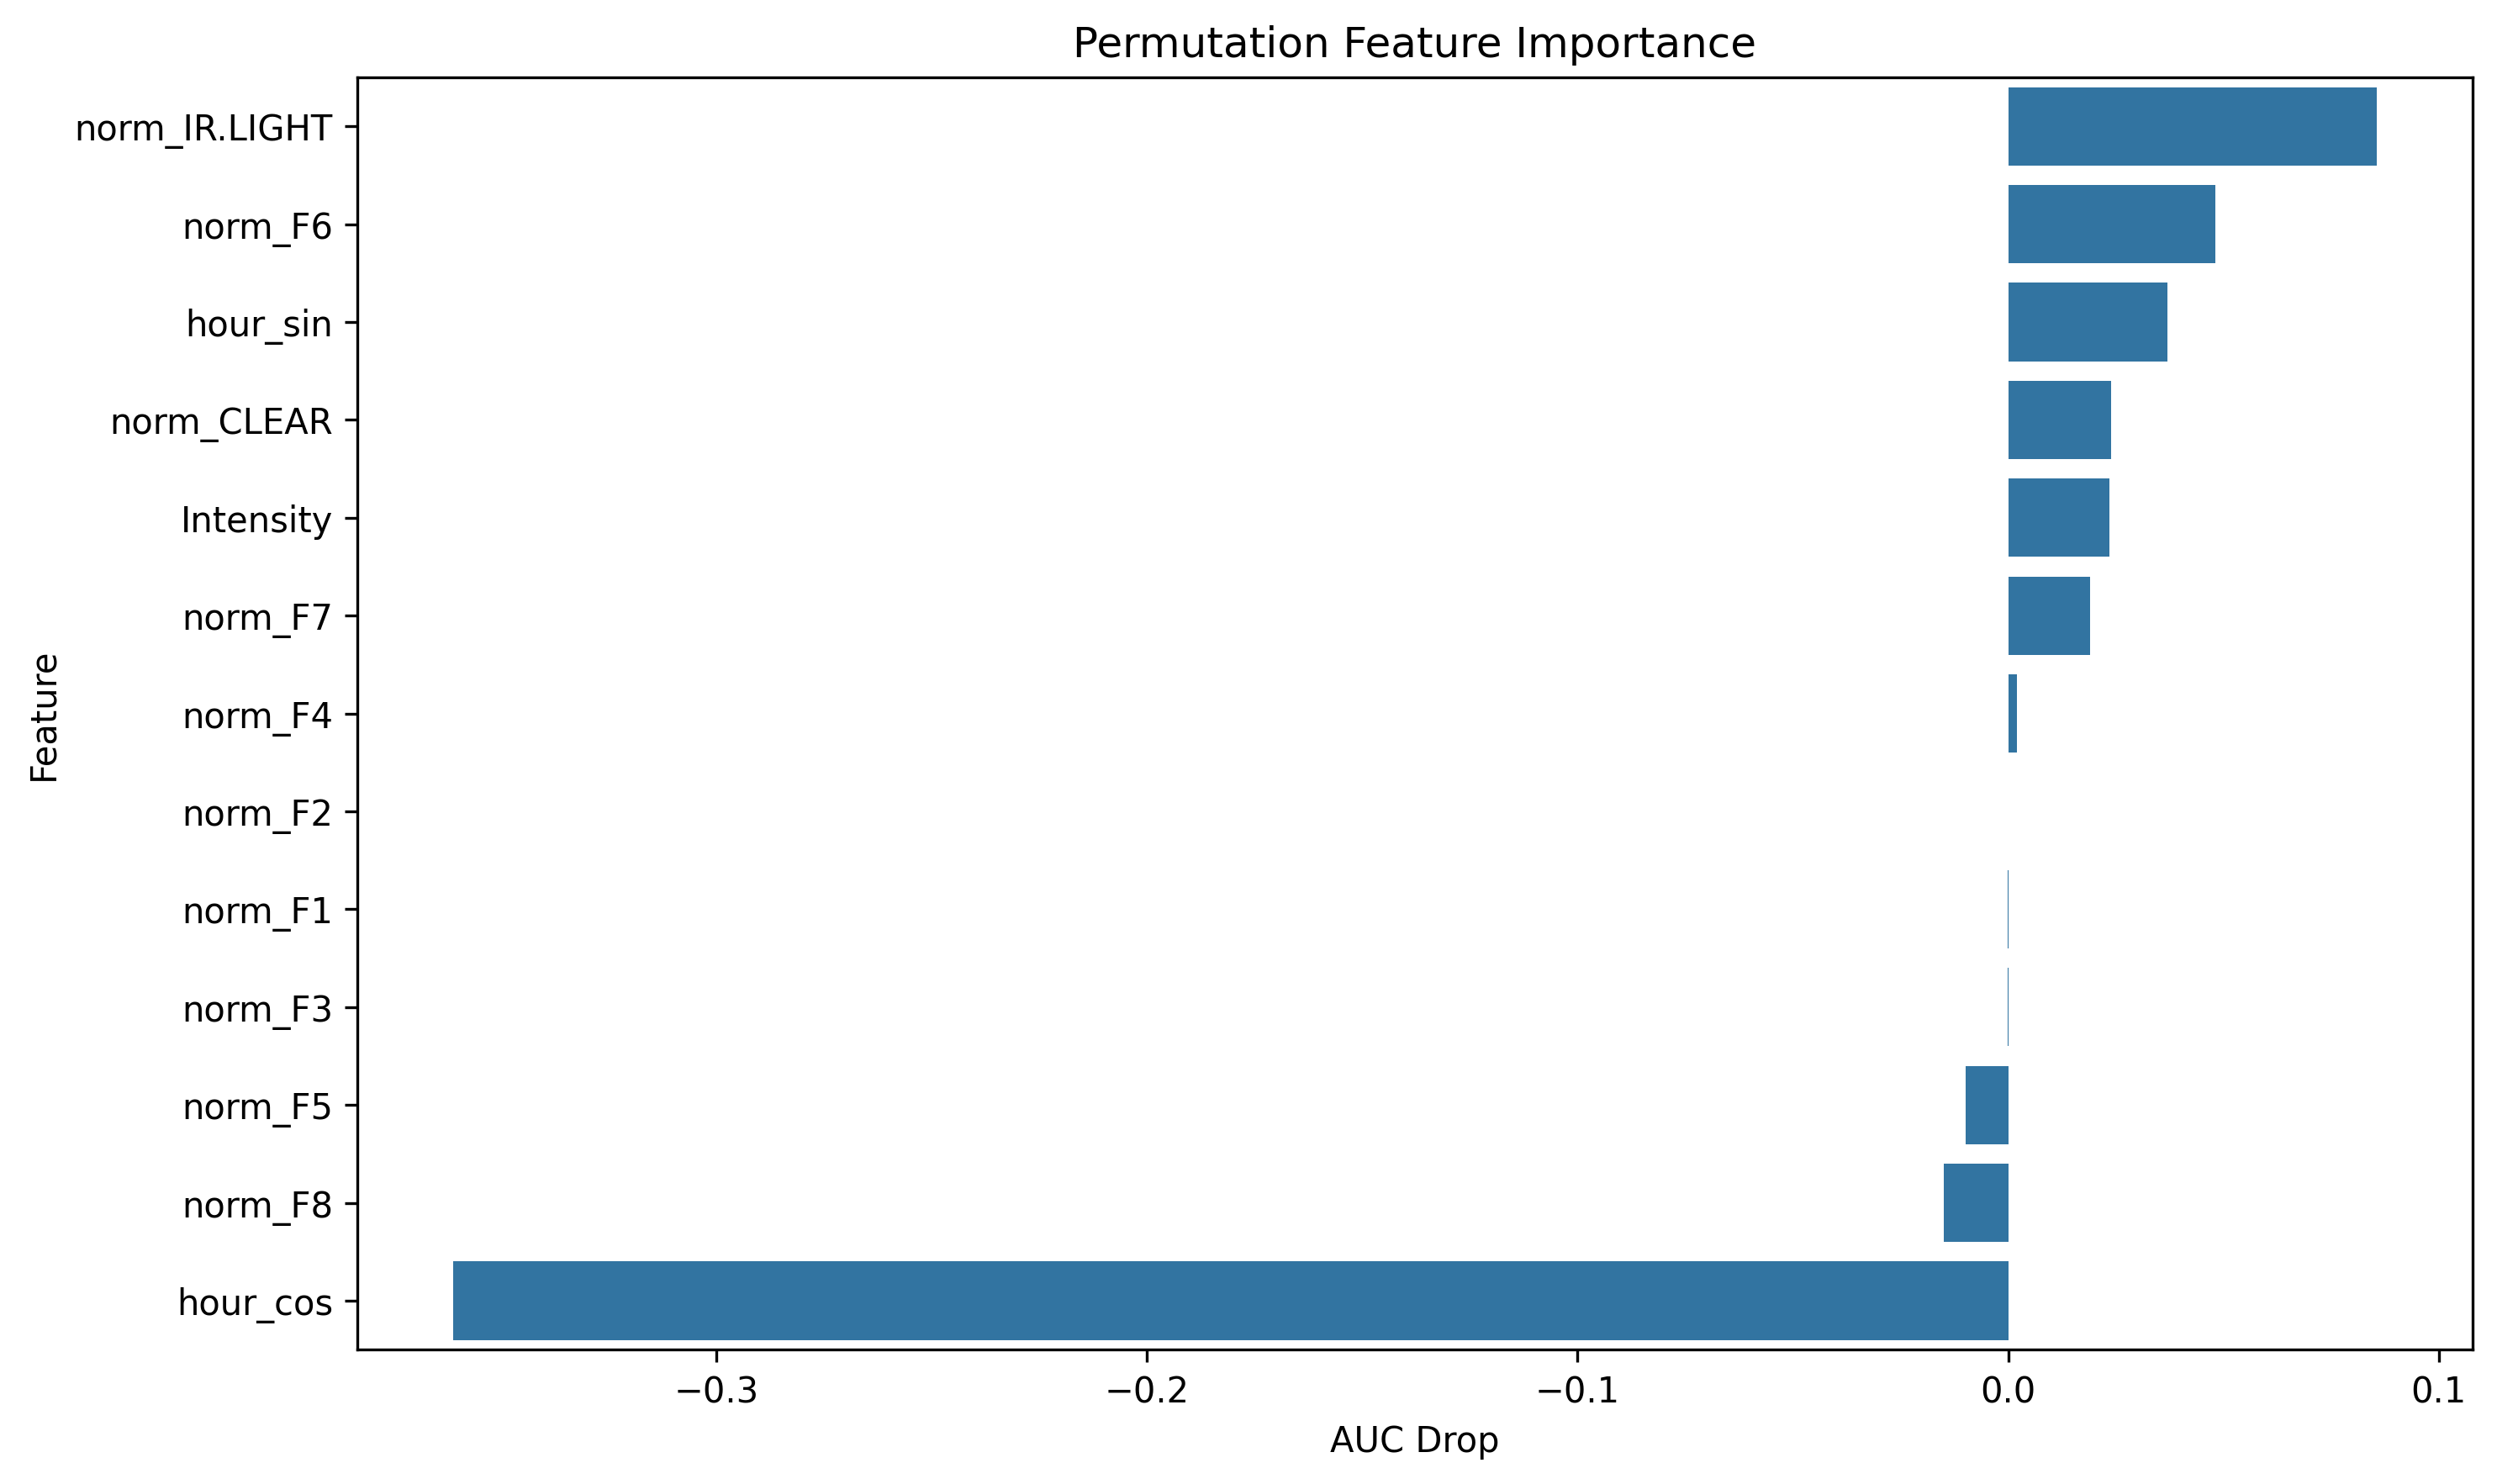 Permutation Feature Importance
norm_IR.LIGHT
norm_F6
hour_sin
norm_CLEAR
Intensity
norm_F7
norm_F4
norm_F2
norm_F1
norm_F3
norm_F5
norm_F8
hour_cos
Feature
−0.3 −0.2 −0.1 0.0 0.1
AUC Drop